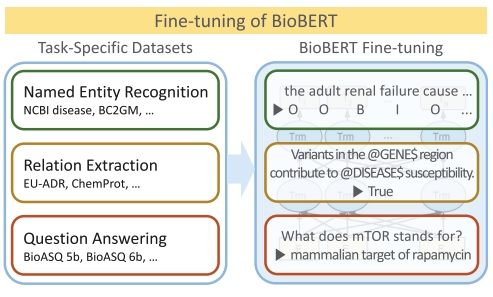 Fine-tuning of BioBERT
Task-Specific Datasets
Named Entity Recognition
NCBI disease, BC2GM, ...
Relation Extraction
EU-ADR, ChemProt, ...
Question Answering
BioASQ 5b, BioASQ 6b, ...
BioBERT Fine-tuning
the adult renal failure cause ...
▶ O O B I O ...
Trm Trm ... Trm
Variants in the @GENE$ region
contribute to @DISEASE$ susceptibility.
▶ True
What does mTOR stands for?
▶ mammalian target of rapamycin